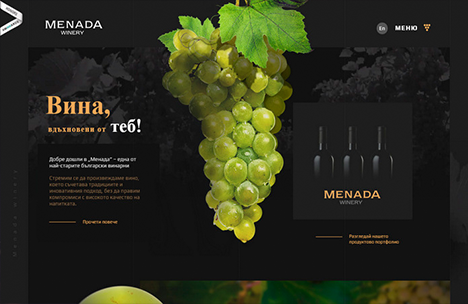 MENADA
WINERY
En
МЕНЮ
Вина,
вдъхновени от теб!
Добре дошли в „Менада“ – една от
най-старите български винарни
Стремим се да произвеждаме вино,
което съчетава традициите и
иновативния подход, без да правим
компромиси с високото качество на
напитката.
Прочети повече
MENADA
WINERY
Разгледай нашето
продуктово портфолио